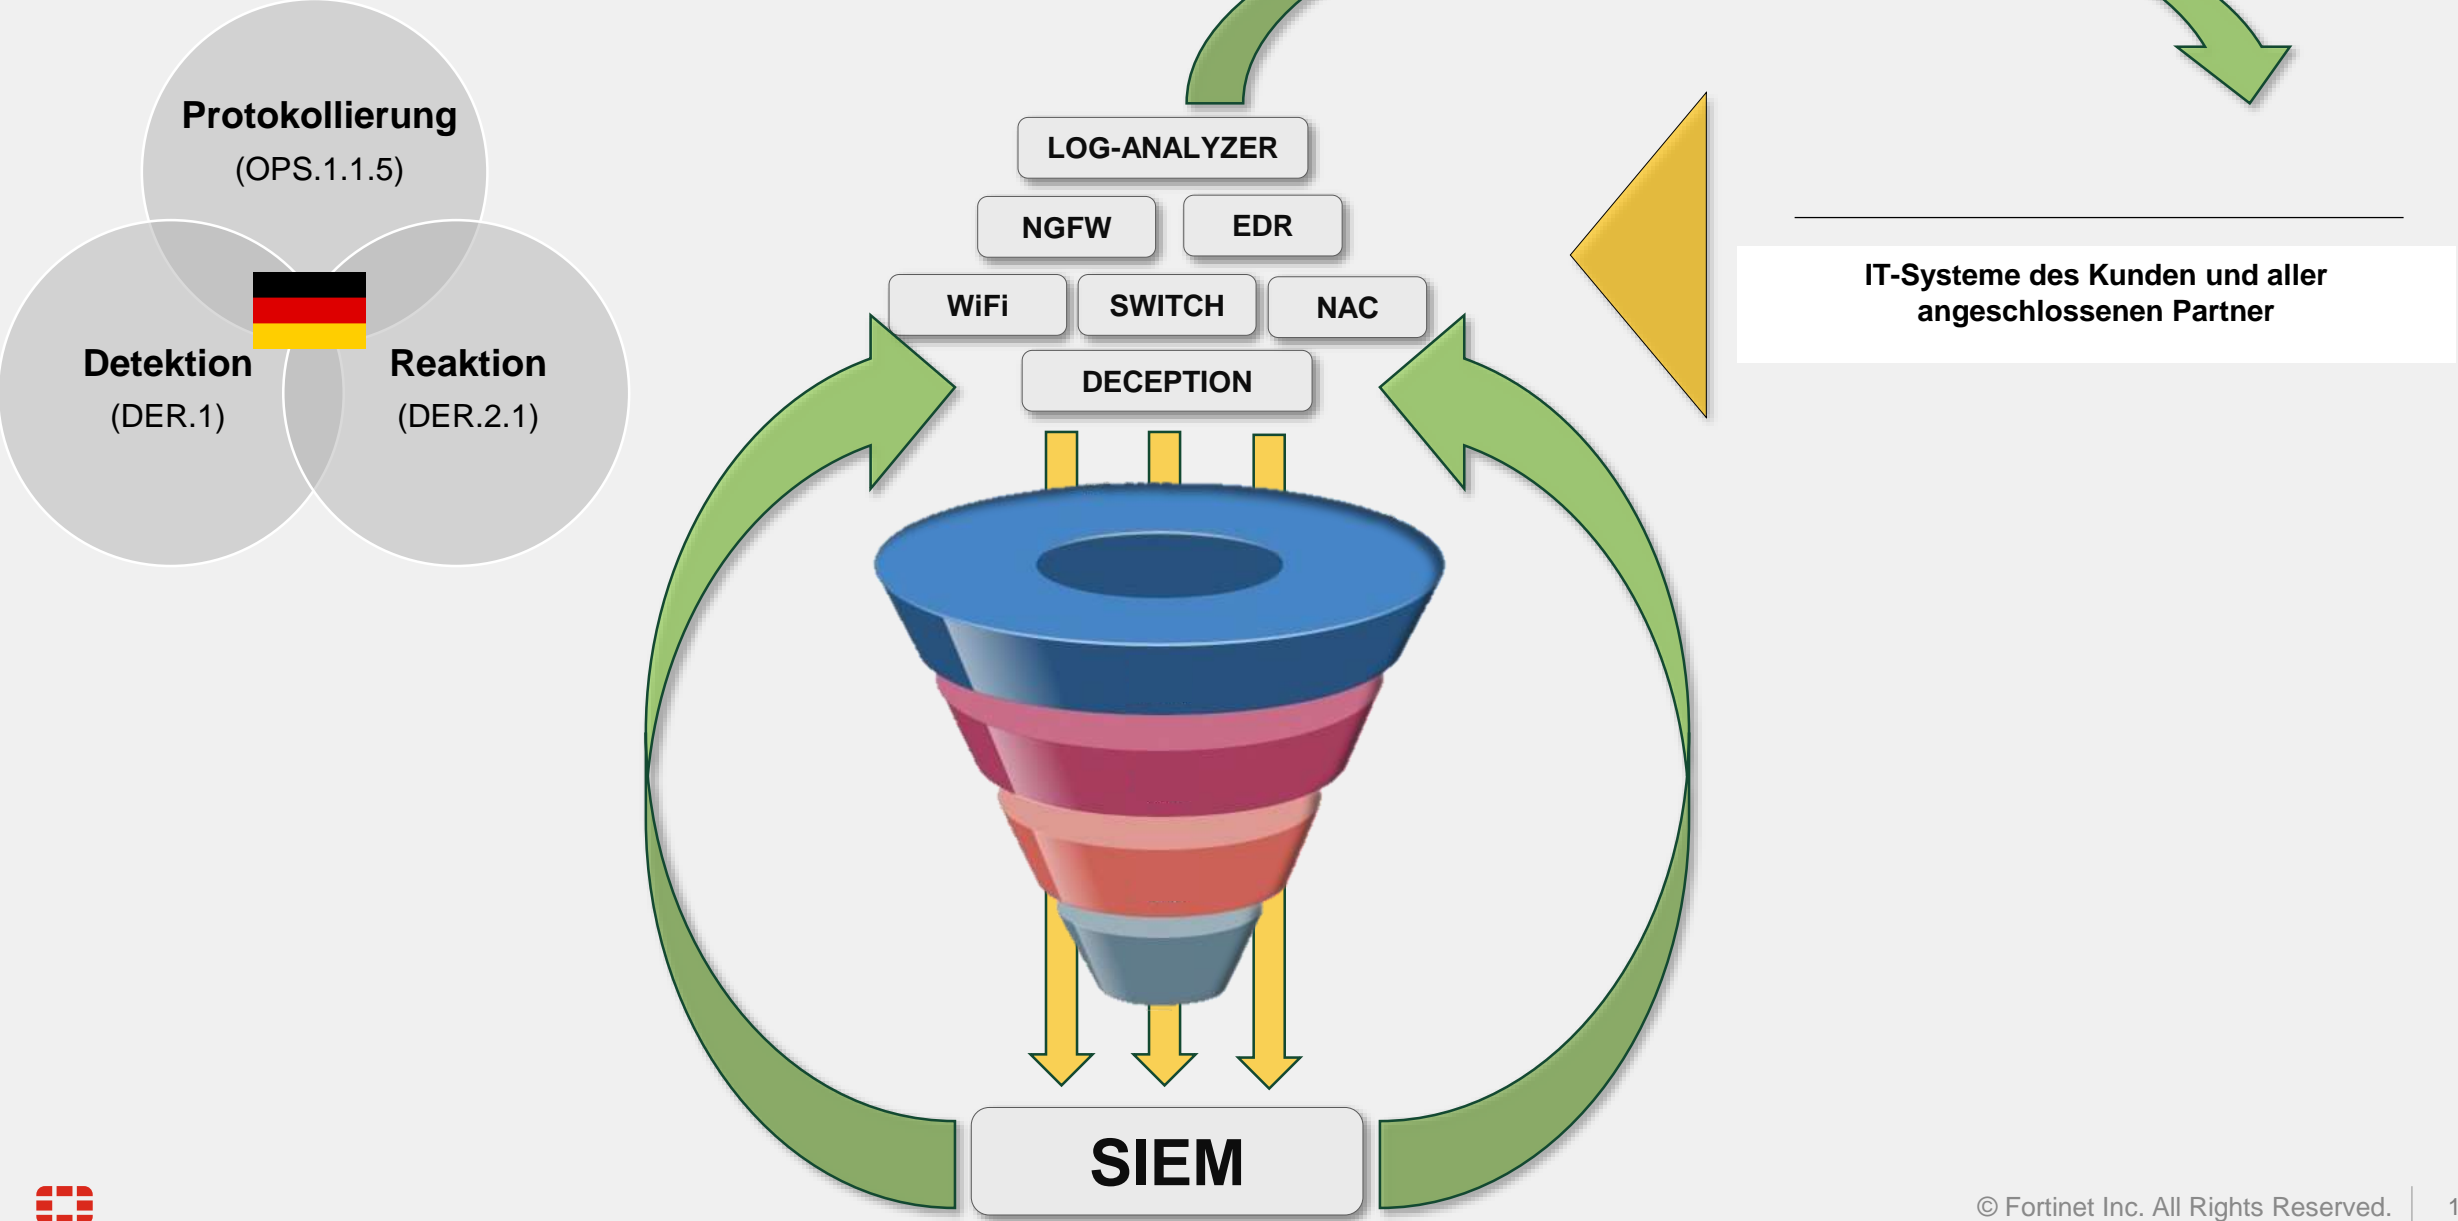 Protokollierung
(OPS.1.1.5)
Detektion
(DER.1)
Reaktion
(DER.2.1)
LOG-ANALYZER
NGFW
EDR
WiFi
SWITCH
NAC
DECEPTION
SIEM
IT-Systeme des Kunden und aller
angeschlossenen Partner
© Fortinet Inc. All Rights Reserved.